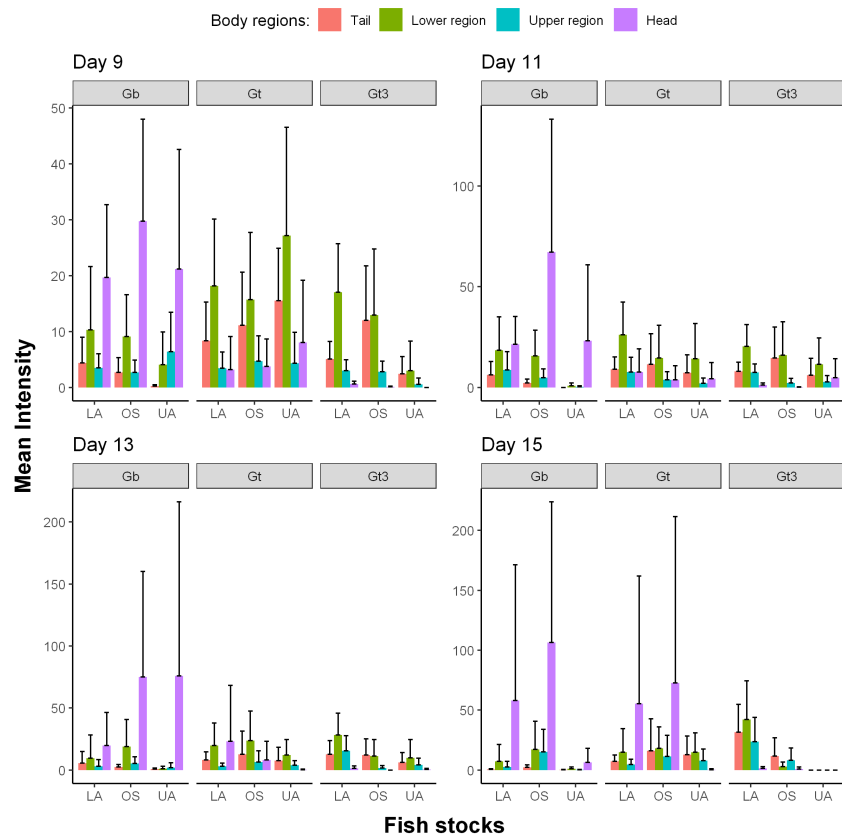 Body regions: Tail Lower region Upper region Head
Day 9
Gb Gt Gt3
50
40
30
20
10
0
LA OS UA LA OS UA LA OS UA
Day 11
Gb Gt Gt3
100
50
0
LA OS UA LA OS UA LA OS UA
Mean Intensity
Day 13
Gb Gt Gt3
200
150
100
50
0
LA OS UA LA OS UA LA OS UA
Day 15
Gb Gt Gt3
200
150
100
50
0
LA OS UA LA OS UA LA OS UA
Fish stocks